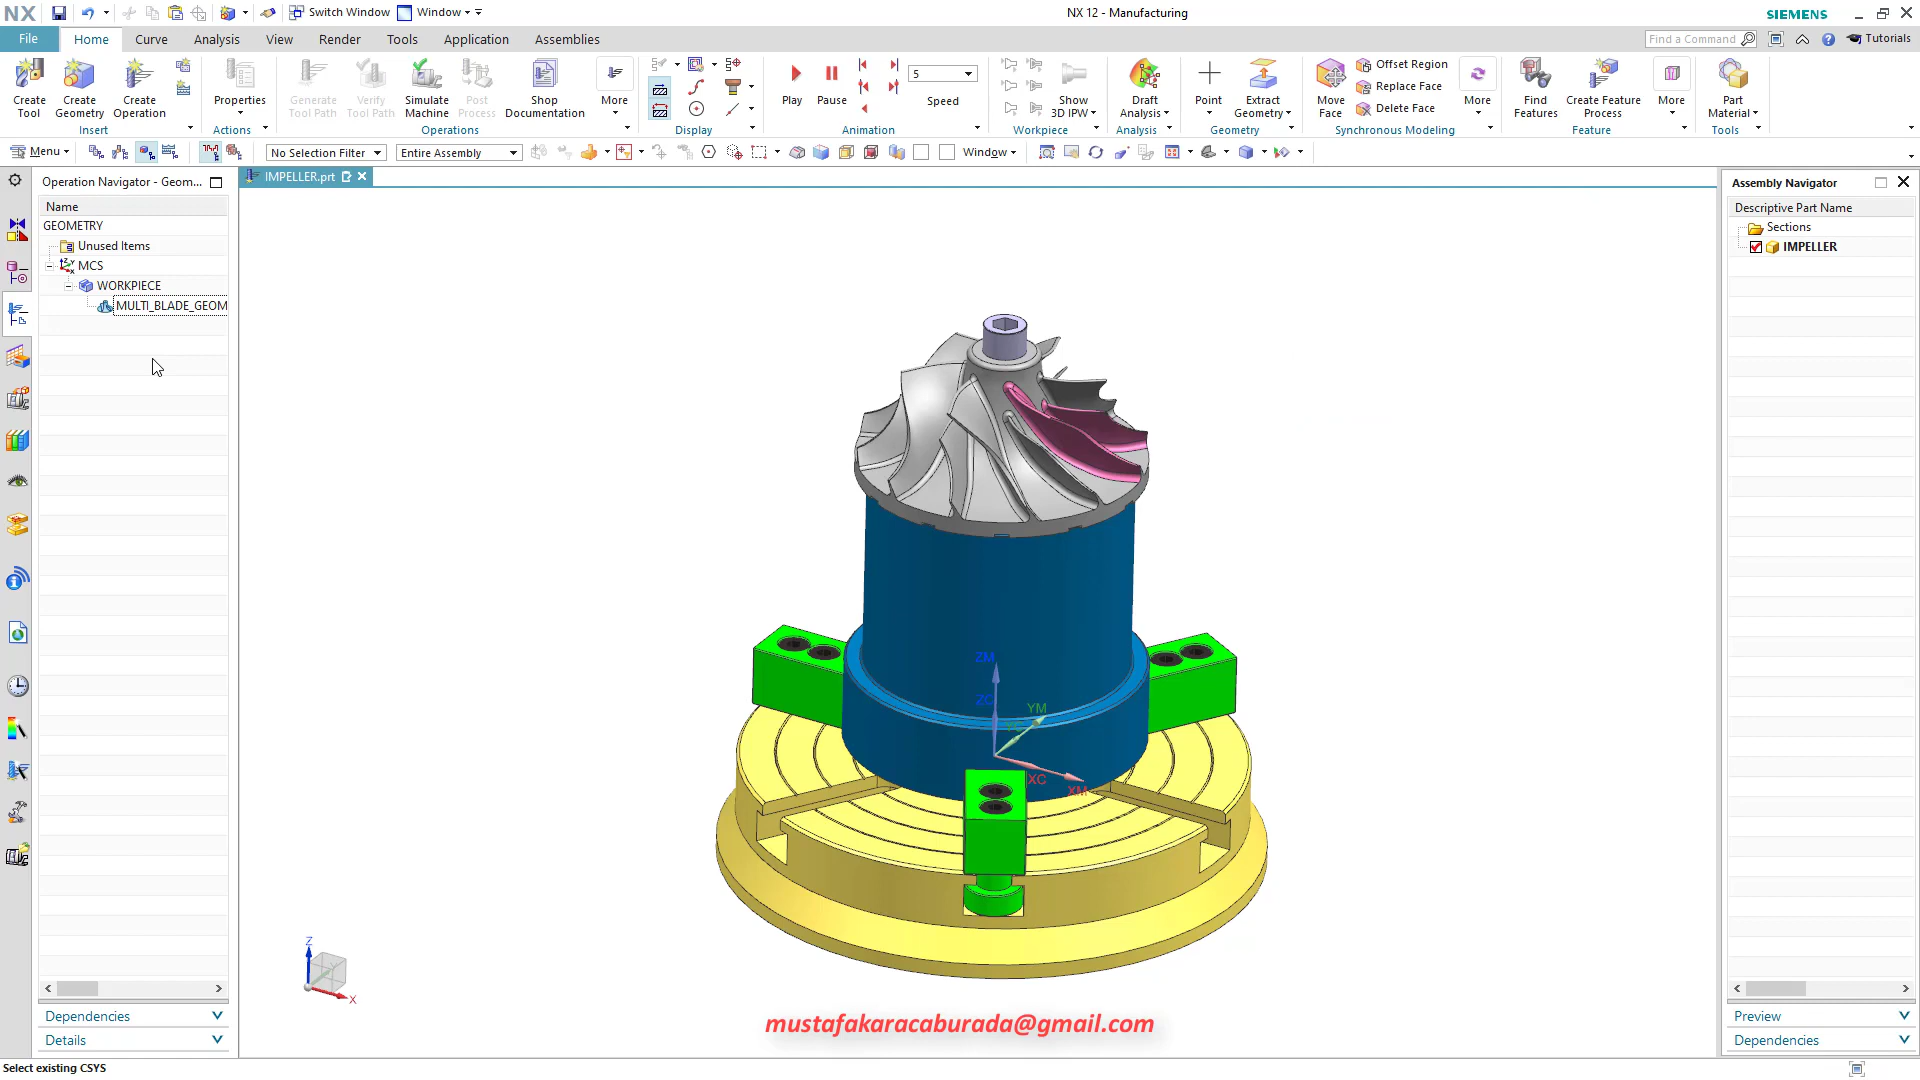 NX
Switch Window
Window
NX 12 - Manufacturing
SIEMENS
File
Home
Curve
Analysis
View
Render
Tools
Application
Assemblies
Find a Command
Tutorials
Create Tool
Create Geometry
Create Operation
Properties
Generate Tool Path
Verify Tool Path
Simulate Machine
Post Process
Shop Documentation
More
Play
Pause
5
Speed
Show 3D IPW
Draft Analysis
Point
Extract Geometry
Move Face
Offset Region
Replace Face
Delete Face
More
Find Features
Create Feature Process
More
Part Material
Insert
Actions
Operations
Display
Animation
Workpiece
Analysis
Geometry
Synchronous Modeling
Feature
Tools
Menu
No Selection Filter
Entire Assembly
Window
Operation Navigator - Geom...
IMPELLER.prt
Name
GEOMETRY
Unused Items
MCS
WORKPIECE
MULTI_BLADE_GEOM
Assembly Navigator
Descriptive Part Name
Sections
IMPELLER
ZM
ZC
YM
YC
XC
XM
Z
X
mustafakaracaburada@gmail.com
Dependencies
Details
Preview
Dependencies
Select existing CSYS